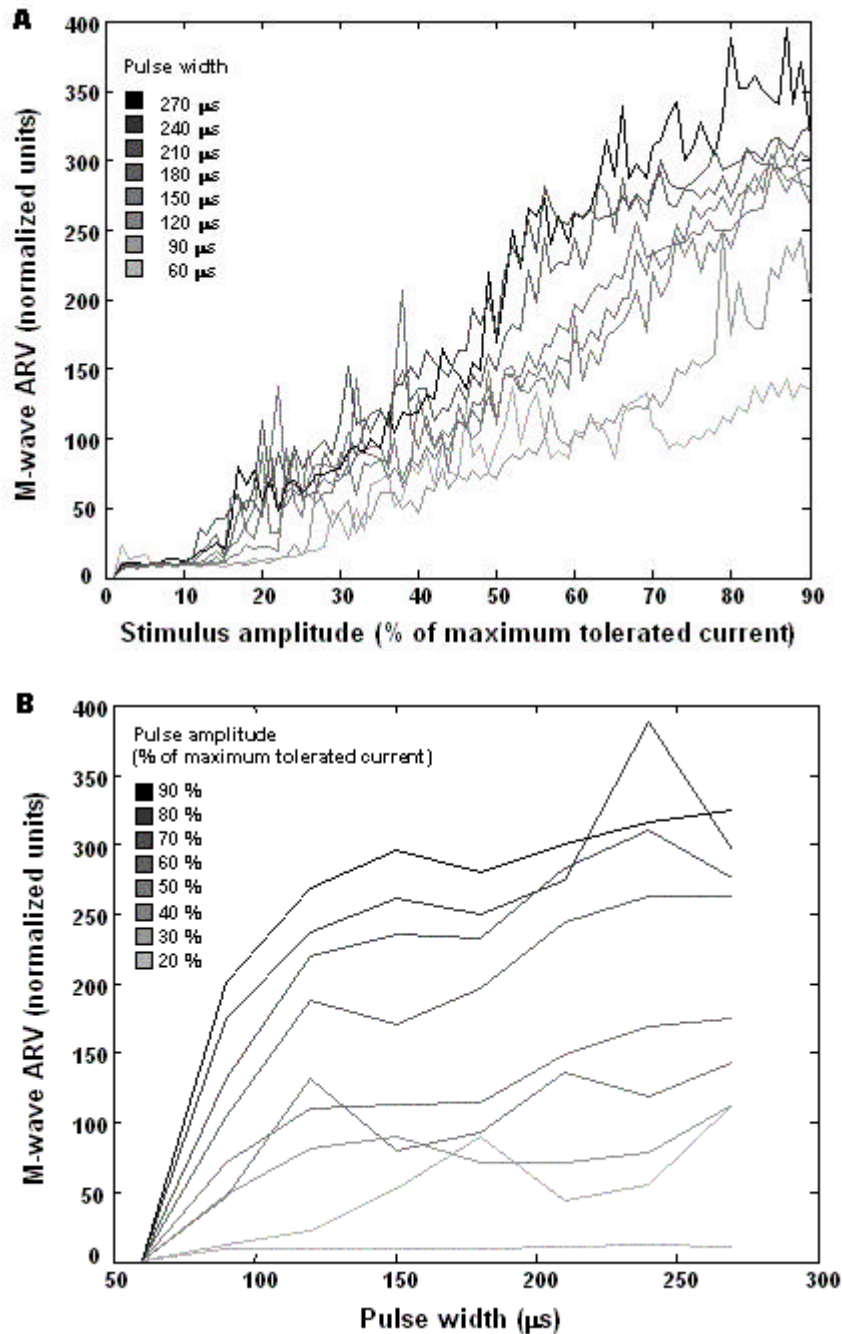 A
M-wave ARV (normalized units)
400
350
300
250
200
150
100
50
0
Pulse width
270 µs
240 µs
210 µs
180 µs
150 µs
120 µs
90 µs
60 µs
0 10 20 30 40 50 60 70 80 90
Stimulus amplitude (% of maximum tolerated current)
B
M-wave ARV (normalized units)
400
350
300
250
200
150
100
50
0
Pulse amplitude
(% of maximum tolerated current)
90 %
80 %
70 %
60 %
50 %
40 %
30 %
20 %
50 100 150 200 250 300
Pulse width (µs)